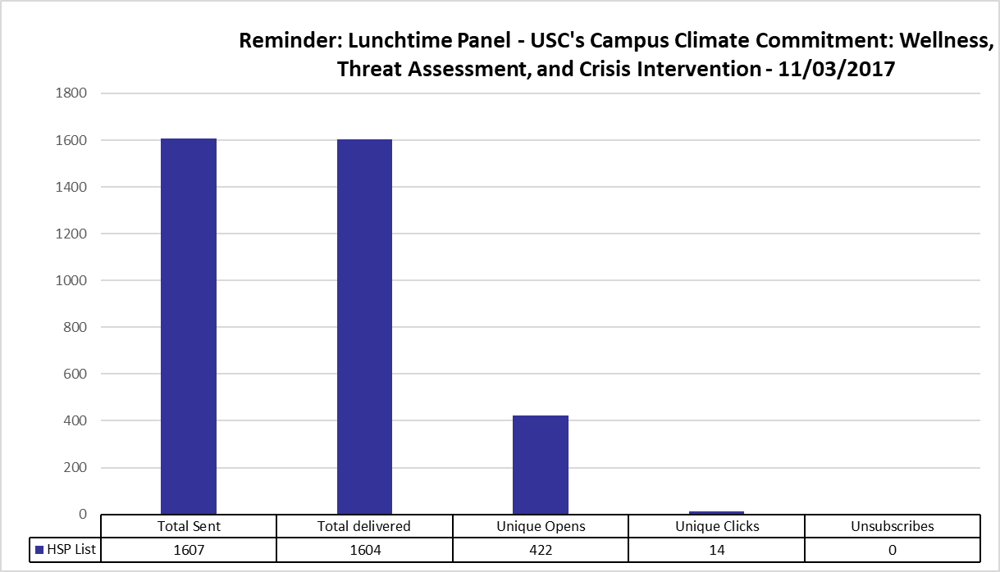 Reminder: Lunchtime Panel - USC's Campus Climate Commitment: Wellness,
Threat Assessment, and Crisis Intervention - 11/03/2017
1800
1600
1400
1200
1000
800
600
400
200
0
Total Sent Total delivered Unique Opens Unique Clicks Unsubscribes
HSP List 1607 1604 422 14 0